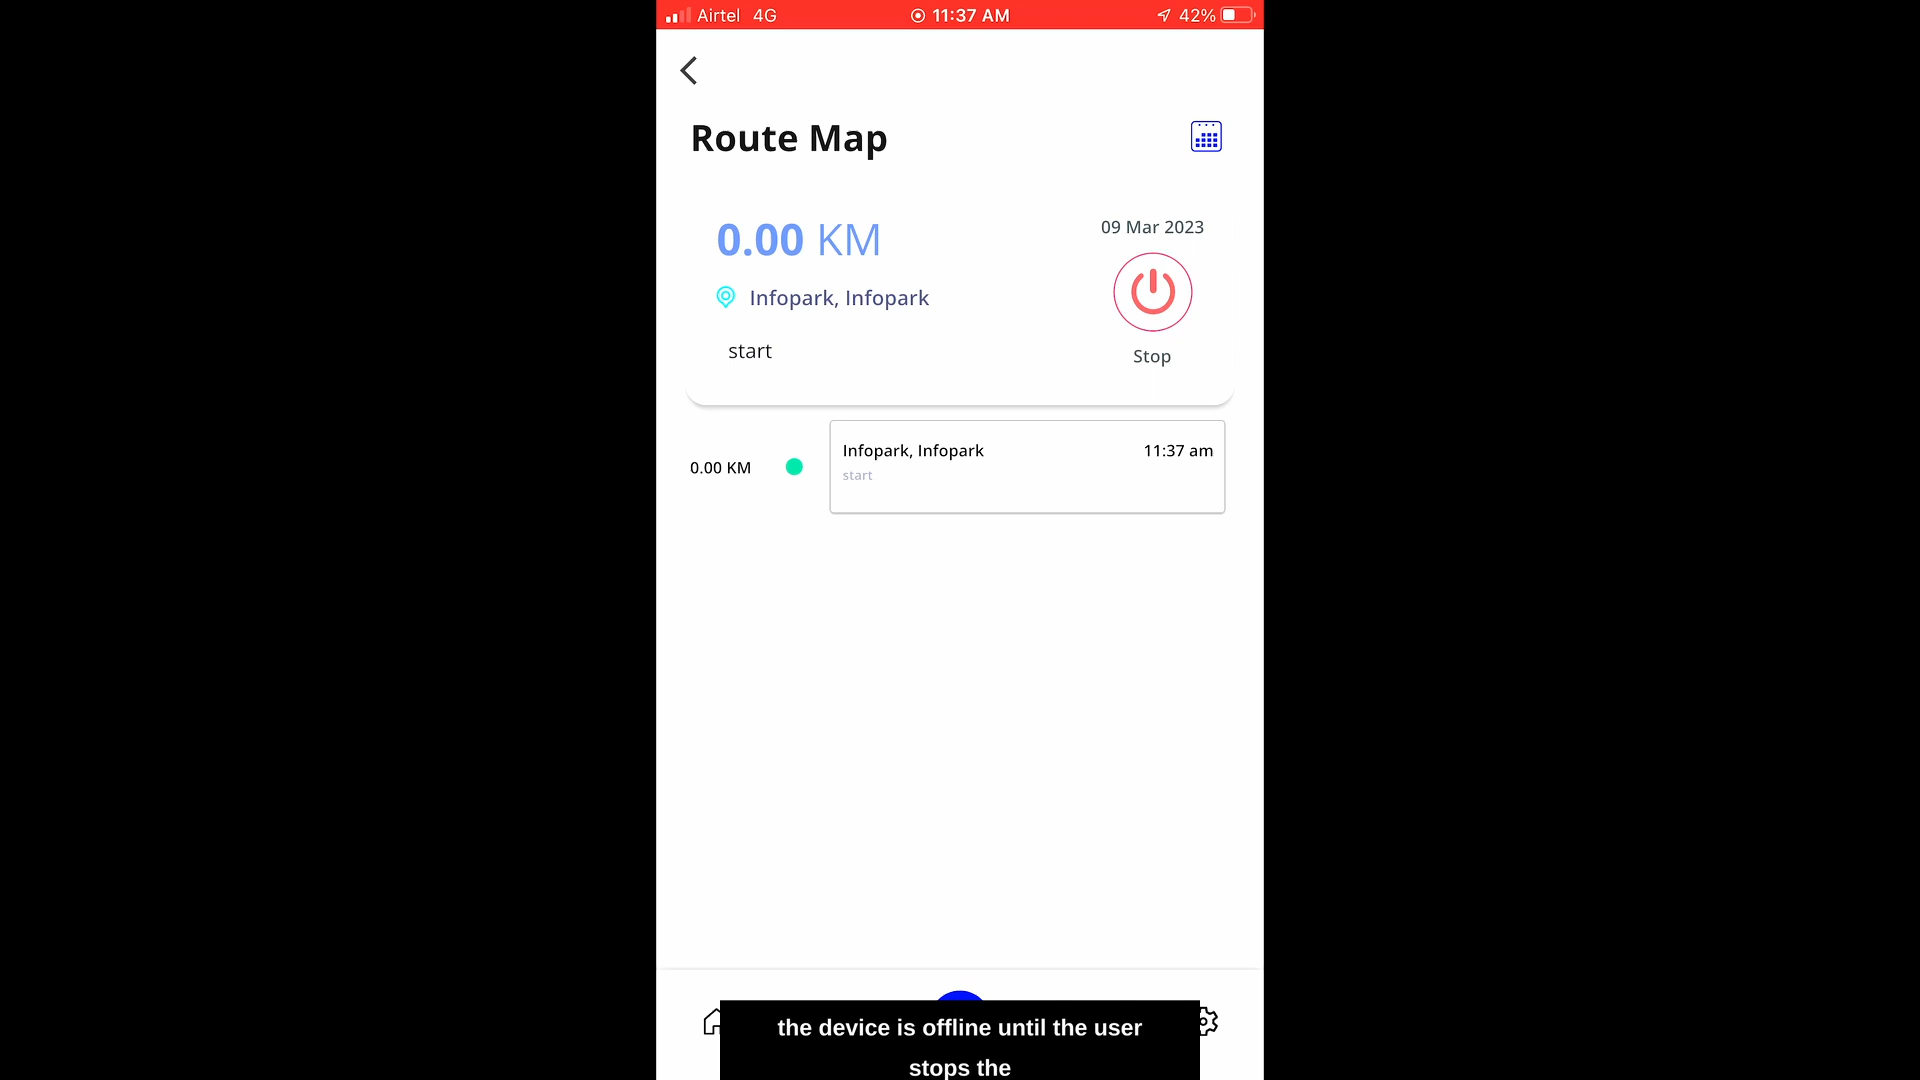 Airtel 4G 11:37 AM 42%
Route Map
0.00 KM
09 Mar 2023
Infopark, Infopark
start
Stop
0.00 KM
Infopark, Infopark 11:37 am
start
the device is offline until the user
stops the